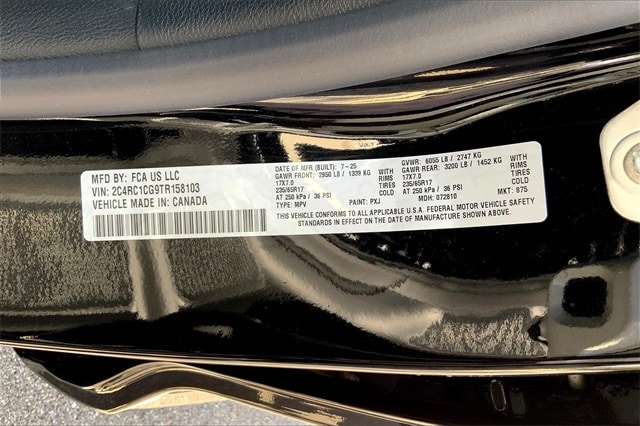 MFD BY: FCA US LLC
VIN: 2C4RC1CG9TR158103
VEHICLE MADE IN: CANADA
DATE OF MFR (BUILT): 7-25
GAWR FRONT: 2950 LB / 1339 KG
WITH
17X7.0 RIMS
TIRES
235/65R17
COLD
AT 250 kPa / 36 PSI
TYPE: MPV PAINT: PXJ
GVWR: 6055 LB / 2747 KG
GAWR REAR: 3200 LB / 1452 KG
WITH
17X7.0 RIMS
TIRES
235/65R17
COLD
AT 250 kPa / 36 PSI
MDH: 072810 MKT: 875
THIS VEHICLE CONFORMS TO ALL APPLICABLE U.S.A. FEDERAL MOTOR VEHICLE SAFETY
STANDARDS IN EFFECT ON THE DATE OF MANUFACTURE SHOWN ABOVE.